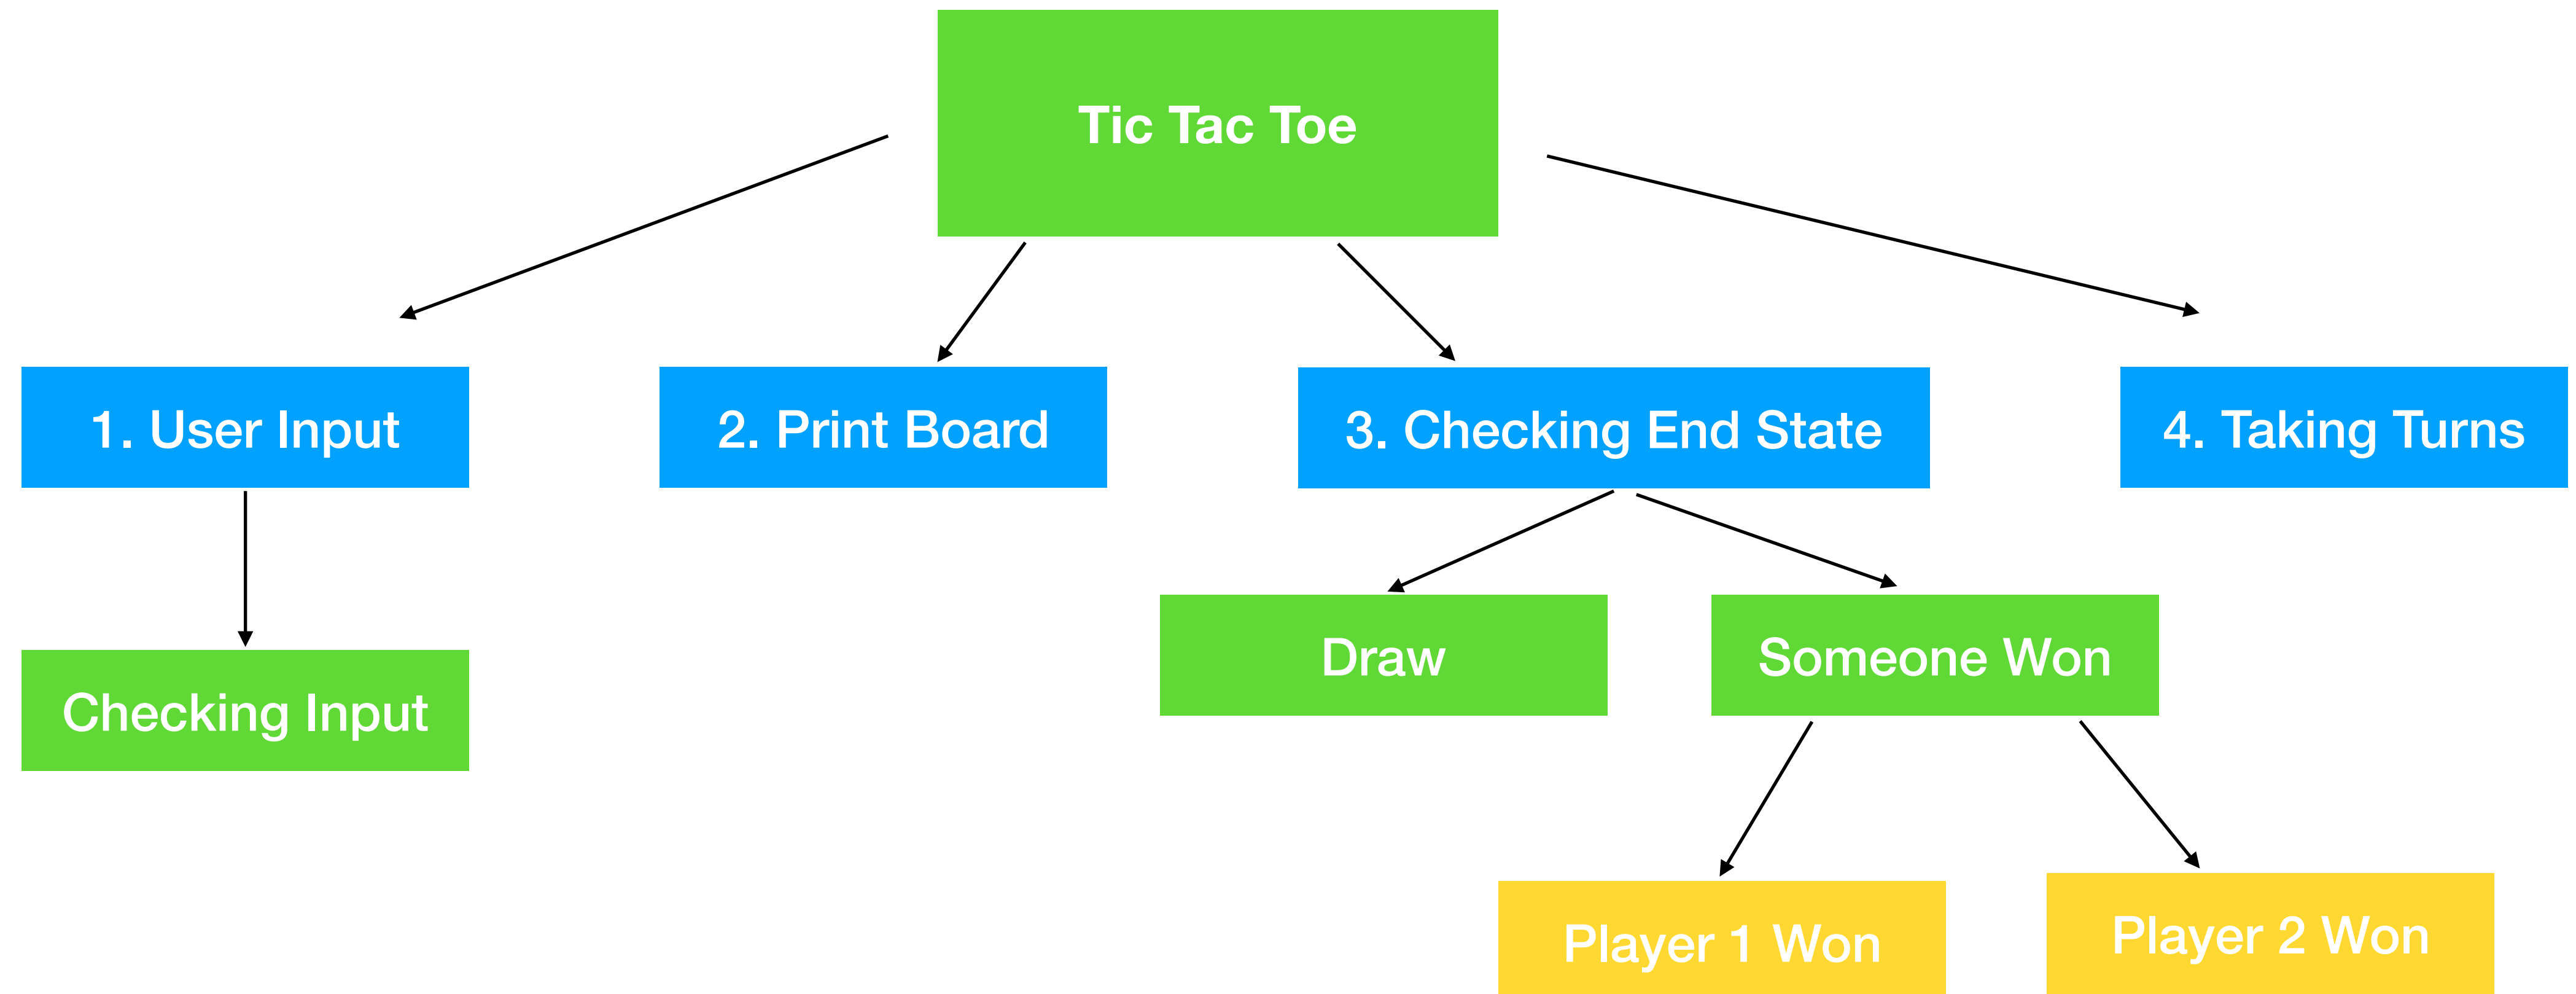 Tic Tac Toe
1. User Input
2. Print Board
3. Checking End State
4. Taking Turns
Draw
Someone Won
Checking Input
Player 1 Won
Player 2 Won